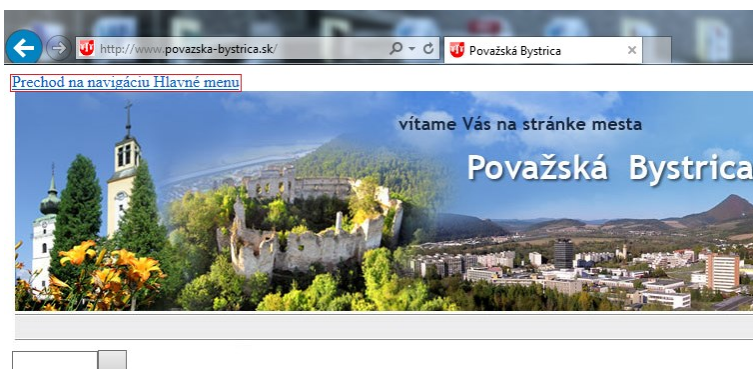 http://www.povazska-bystrica.sk/
Považská Bystrica
Prechod na navigáciu Hlavné menu
vítame Vás na stránke mesta
Považská Bystrica